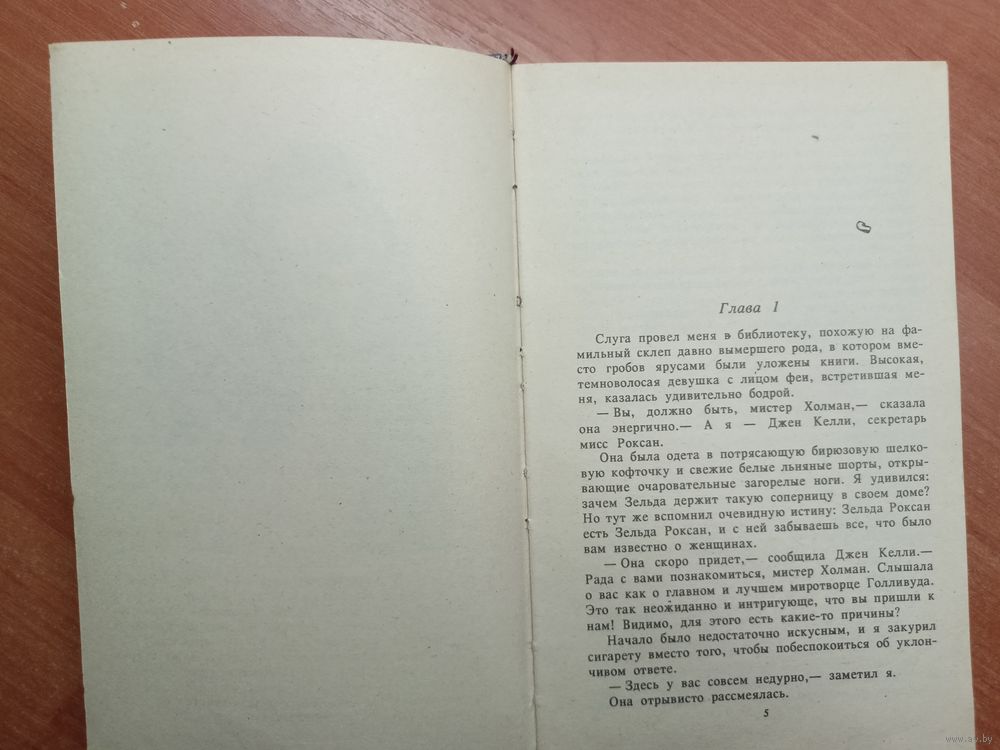 Глава 1
Слуга провел меня в библиотеку, похожую на фа-
мильный склеп давно вымершего рода, в котором вме-
сто гробов ярусами были уложены книги. Высокая,
темноволосая девушка с лицом феи, встретившая ме-
ня, казалась удивительно бодрой.
— Вы, должно быть, мистер Холман,— сказала
она энергично.— А я — Джен Келли, секретарь
мисс Роксан.
Она была одета в потрясающую бирюзовую шелко-
вую кофточку и свежие белые льняные шорты, откры-
вающие очаровательные загорелые ноги. Я удивился:
зачем Зельда держит такую соперницу в своем доме?
Но тут же вспомнил очевидную истину: Зельда Роксан
есть Зельда Роксан, и с ней забываешь все, что было
вам известно о женщинах.
— Она скоро придет,— сообщила Джен Келли.—
Рада с вами познакомиться, мистер Холман. Слышала
о вас как о главном и лучшем миротворце Голливуда.
Это так неожиданно и интригующе, что вы пришли к
нам! Видимо, для этого есть какие-то причины?
Начало было недостаточно искусным, и я закурил
сигарету вместо того, чтобы побеспокоиться об уклон-
чивом ответе.
— Здесь у вас совсем недурно,— заметил я.
Она отрывисто рассмеялась.
5
www.ay.by